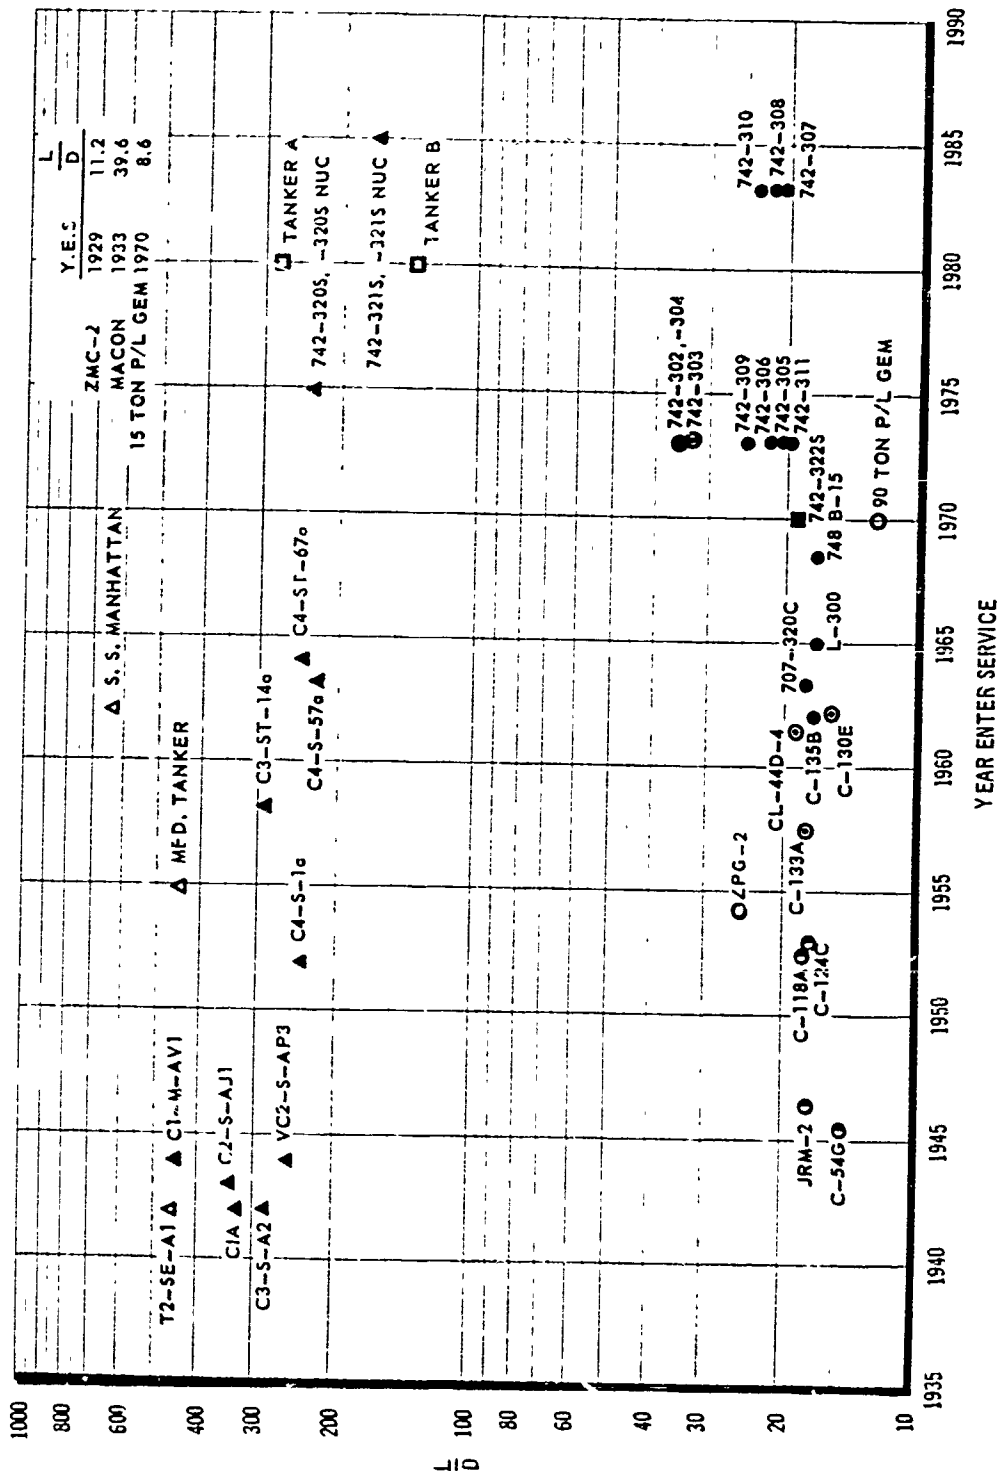 Y.E.S
L
D
ZMC-2 1929 11.2
MACON 1933 39.6
15 TON P/L GEM 1970 8.6
S. S. MANHATTAN
MED. TANKER
T2-SE-A1
C1-M-AV1
C2-S-AJ1
C1A
C3-S-A2
VC2-S-AP3
C4-S-1a
C3-ST-14a
C4-S-57a
C4-ST-67a
TANKER A
742-320S, -320S NUC
742-321S, -321S NUC
TANKER B
742-302, -304
742-303
742-309
742-306
742-305
742-311
742-310
742-308
742-307
742-322S
748 B-15
90 TON P/L GEM
L-300
707-320C
CL-44D-4
C-135B
C-130E
C-133A
ZPG-2
C-118A
C-124C
JRM-2
C-54G
L
D
1000
800
600
400
300
200
100
80
60
40
30
20
10
1935
1940
1945
1950
1955
1960
1965
1970
1975
1980
1985
1990
YEAR ENTER SERVICE